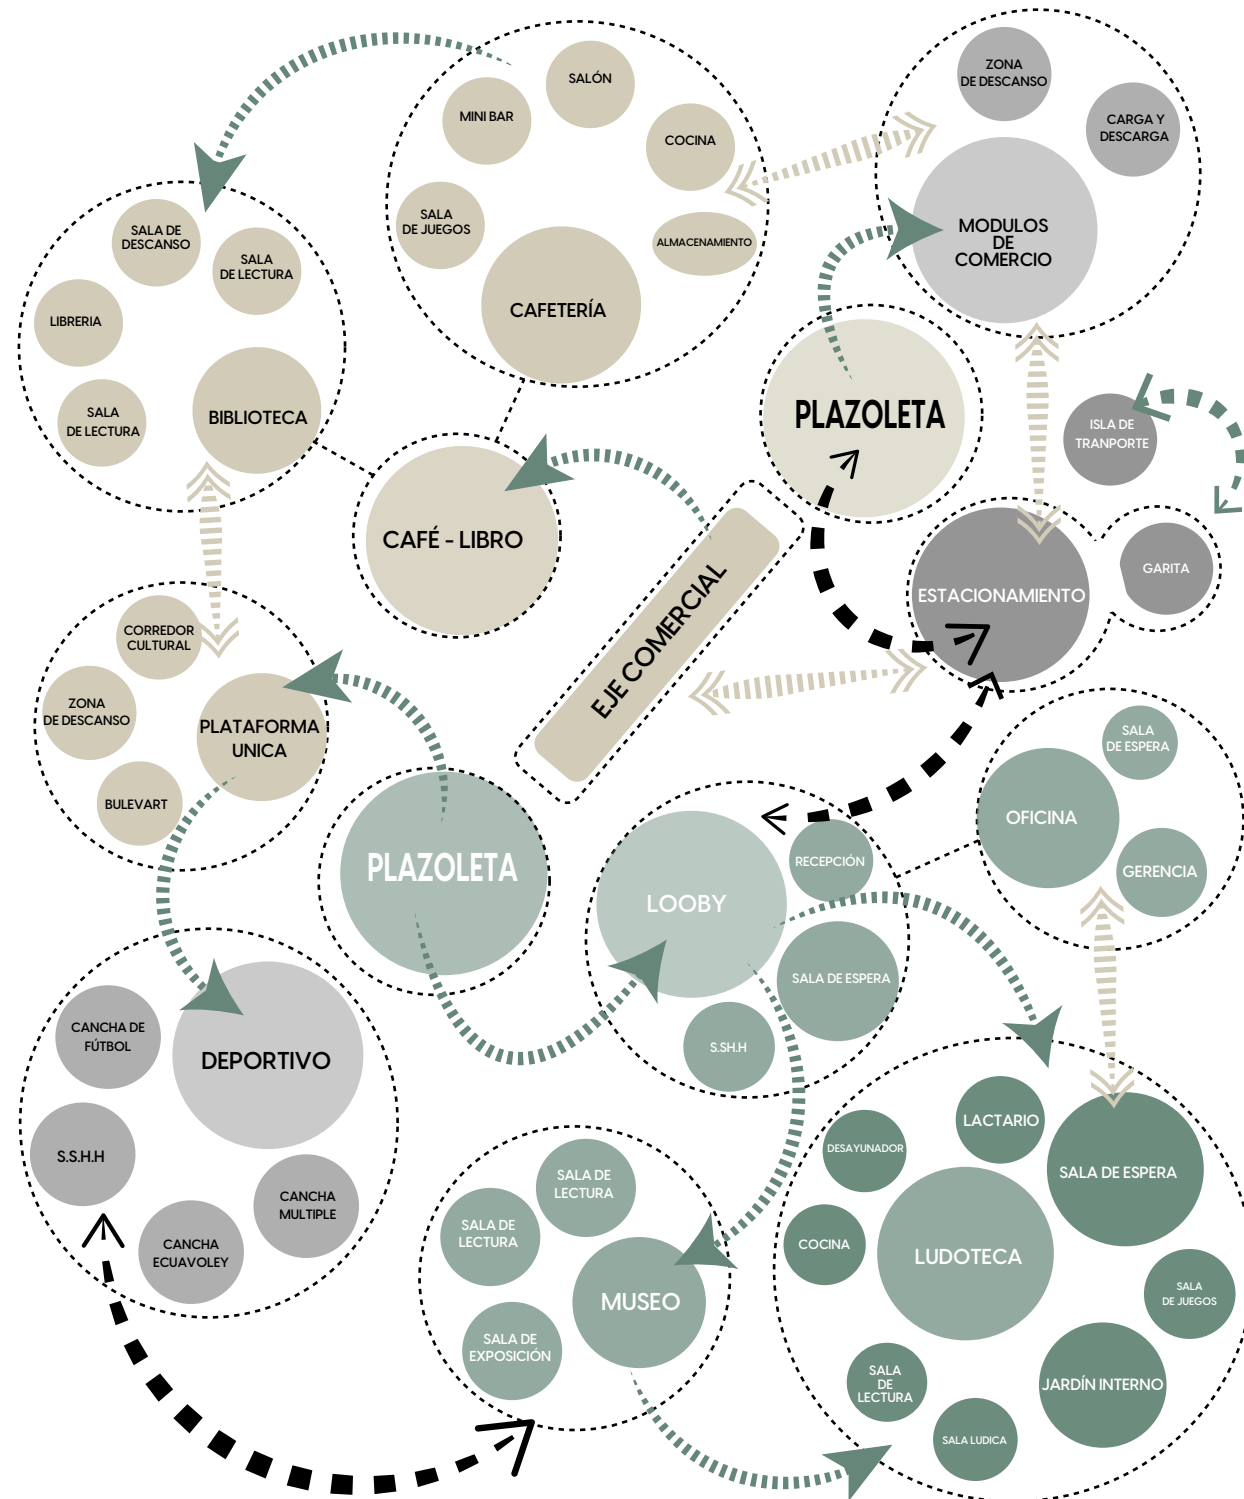 SALÓN
MINI BAR
COCINA
SALA
DE JUEGOS
ALMACENAMIENTO
CAFETERÍA
ZONA
DE DESCANSO
CARGA Y
DESCARGA
MODULOS
DE
COMERCIO
SALA DE
DESCANSO
SALA
DE LECTURA
LIBRERIA
SALA
DE LECTURA
BIBLIOTECA
PLAZOLETA
ISLA DE
TRANPORTE
CAFÉ - LIBRO
EJE COMERCIAL
ESTACIONAMIENTO
GARITA
CORREDOR
CULTURAL
ZONA
DE DESCANSO
PLATAFORMA
UNICA
BULEVART
PLAZOLETA
LOOBY
RECEPCIÓN
SALA DE ESPERA
S.SH.H
SALA
DE ESPERA
OFICINA
GERENCIA
CANCHA DE
FÚTBOL
DEPORTIVO
S.S.H.H
CANCHA
MULTIPLE
CANCHA
ECUAVOLEY
SALA DE
LECTURA
SALA DE
LECTURA
MUSEO
SALA DE
EXPOSICIÓN
LACTARIO
DESAYUNADOR
SALA DE ESPERA
COCINA
LUDOTECA
SALA
DE JUEGOS
SALA
DE
LECTURA
JARDÍN INTERNO
SALA LUDICA